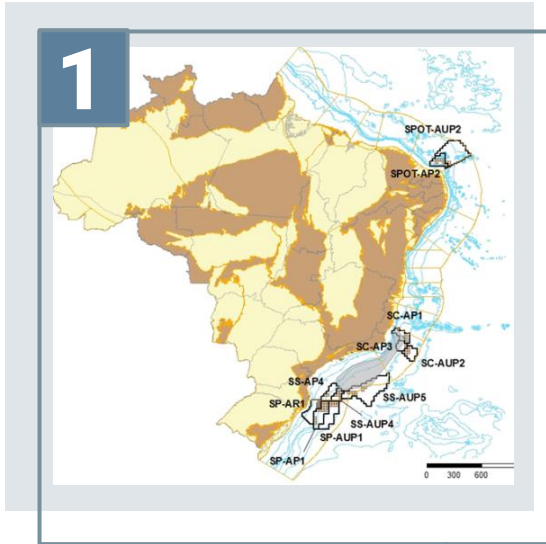 1
SPOT-AUP2
SPOT-AP2
SC-AP1
SC-AP3
SC-AUP2
SS-AP4
SS-AUP5
SP-AR1
SS-AUP4
SP-AUP1
SP-AP1
0 300 600